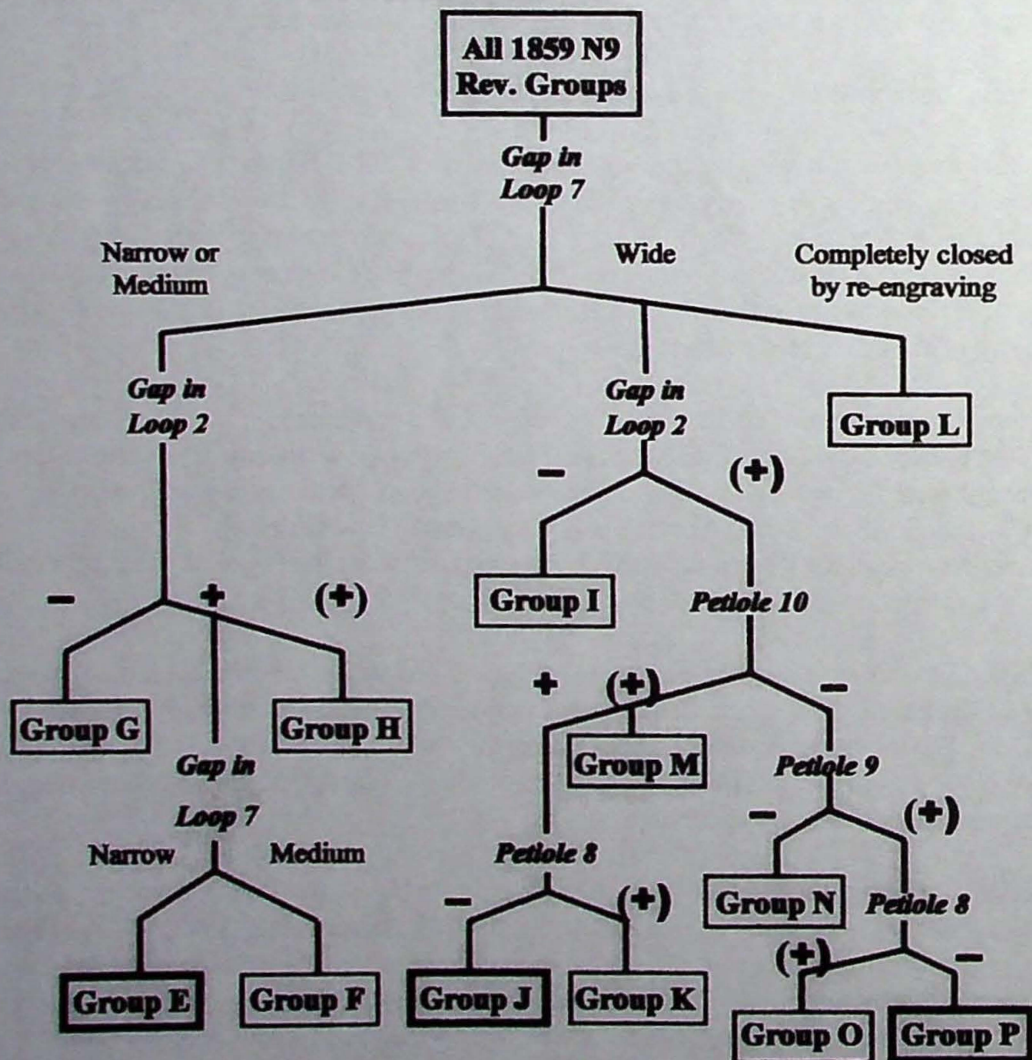 All 1859 N9
Rev. Groups
Gap in
Loop 7
Narrow or
Medium
Wide
Completely closed
by re-engraving
Gap in
Loop 2
Gap in
Loop 2
Group L
−
(+)
−
+
(+)
Group I
Petiole 10
+
(+)
−
Group G
Group H
Group M
Gap in
Loop 7
Petiole 9
−
(+)
Narrow
Medium
Petiole 8
−
(+)
Group N
Petiole 8
(+)
−
Group E
Group F
Group J
Group K
Group O
Group P